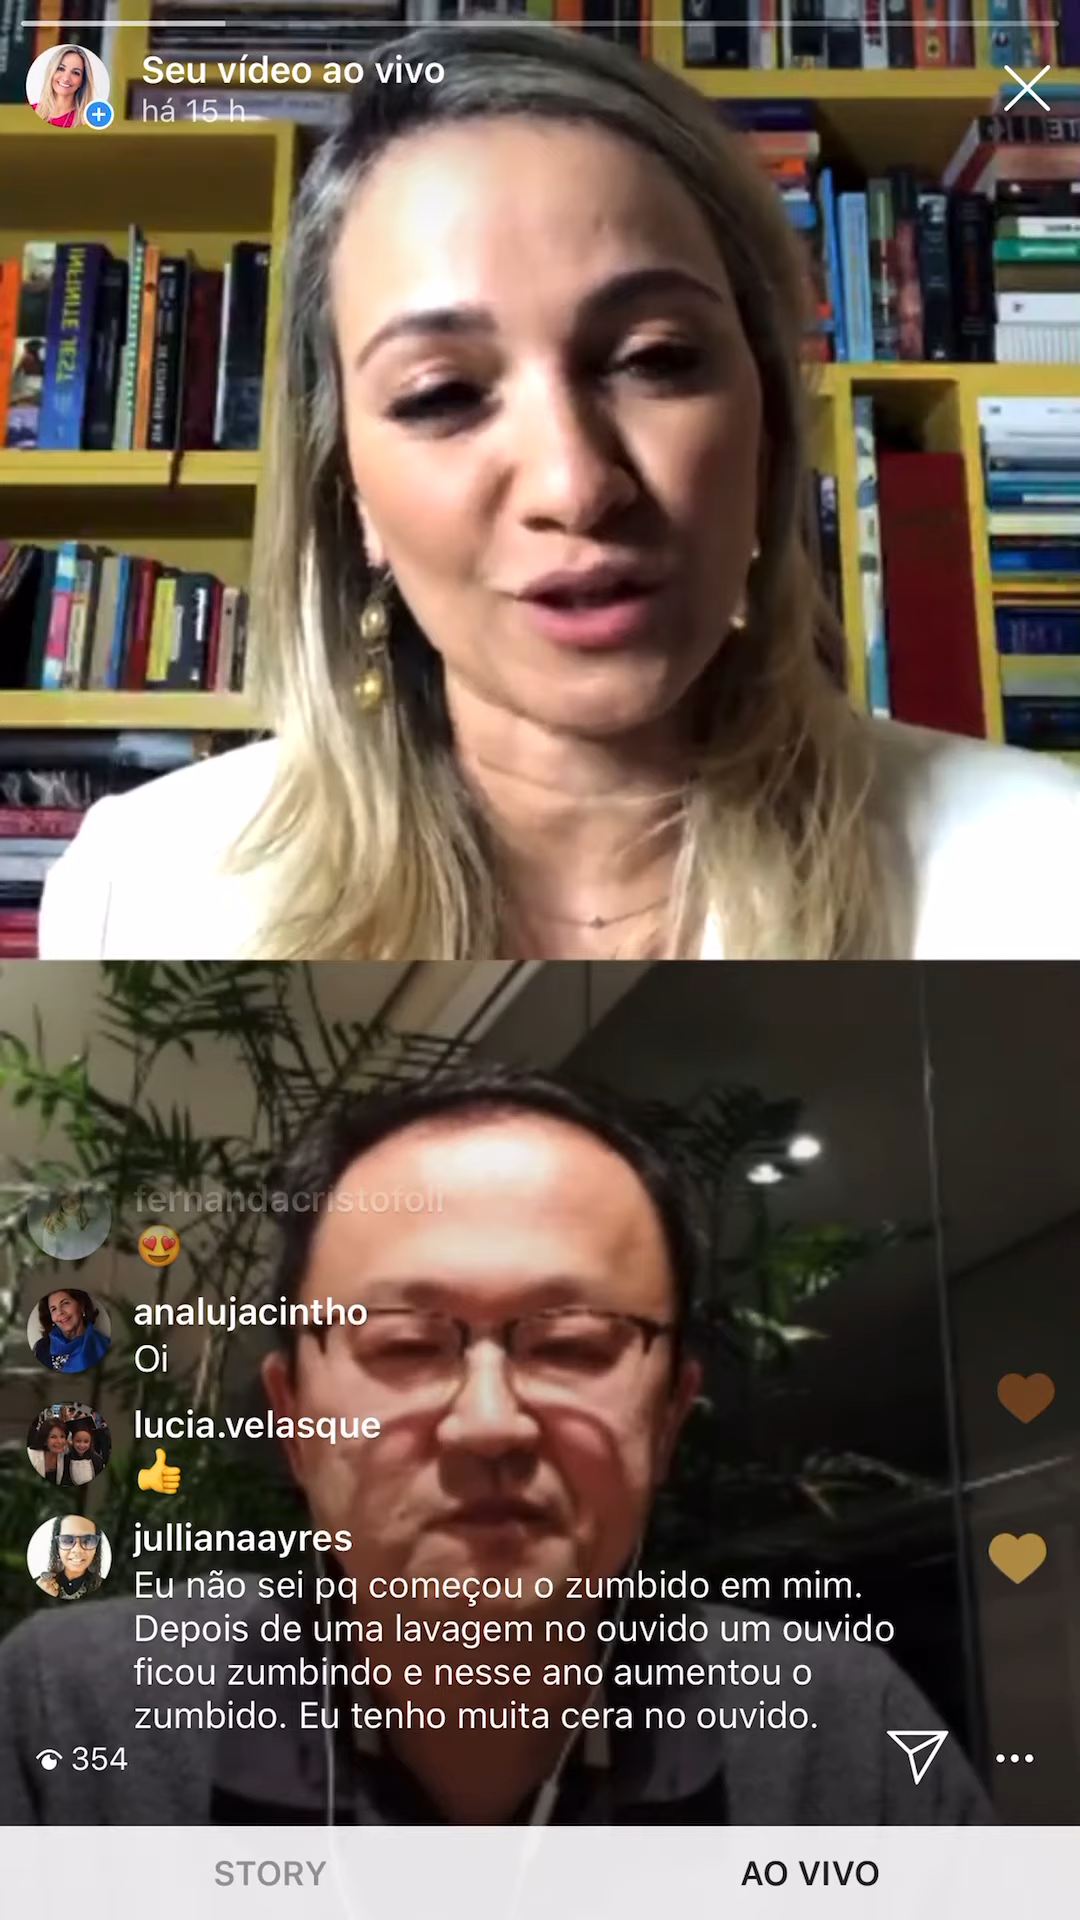 Seu vídeo ao vivo
há 15 h
INFINITE JEST
fernandacristofoli
😍
analujacintho
Oi
lucia.velasque
👍
jullianaayres
Eu não sei pq começou o zumbido em mim.
Depois de uma lavagem no ouvido um ouvido
ficou zumbindo e nesse ano aumentou o
zumbido. Eu tenho muita cera no ouvido.
354
STORY
AO VIVO